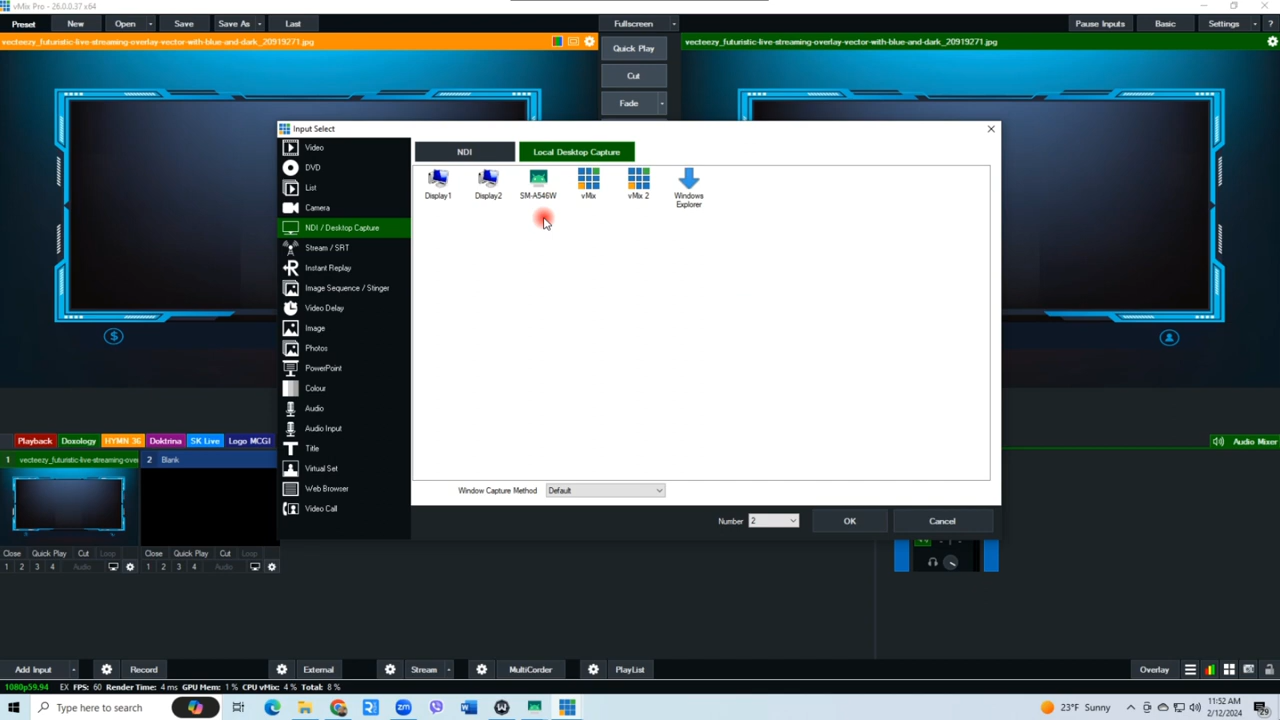 vMix Pro - 26.0.0.37 x64
Preset New Open Save Save As Last Fullscreen Pause Inputs Basic Settings ?
vecteezy_futuristic-live-streaming-overlay-vector-with-blue-and-dark_20919271.jpg
vecteezy_futuristic-live-streaming-overlay-vector-with-blue-and-dark_20919271.jpg
Quick Play
Cut
Fade
Input Select
Video
DVD
List
Camera
NDI / Desktop Capture
Stream / SRT
Instant Replay
Image Sequence / Stinger
Video Delay
Image
Photos
PowerPoint
Colour
Audio
Audio Input
Title
Virtual Set
Web Browser
Video Call
NDI Local Desktop Capture
Display1 Display2 SM-A546W vMix vMix 2 Windows
Explorer
Window Capture Method Default
Number 2 OK Cancel
$
Playback Doxology HYMN 36 Doktrina SK Live Logo MCGI Audio Mixer
1 vecteezy_futuristic-live-streaming-over 2 Blank
Close Quick Play Cut Loop Close Quick Play Cut Loop
1 2 3 4 Audio 1 2 3 4 Audio
Add Input Record External Stream MultiCorder PlayList Overlay
1080p59.94 EX FPS: 60 Render Time: 4 ms GPU Mem: 1 % CPU vMix: 4 % Total: 8 %
Type here to search zm W 23°F Sunny 11:52 AM
2/12/2024 29